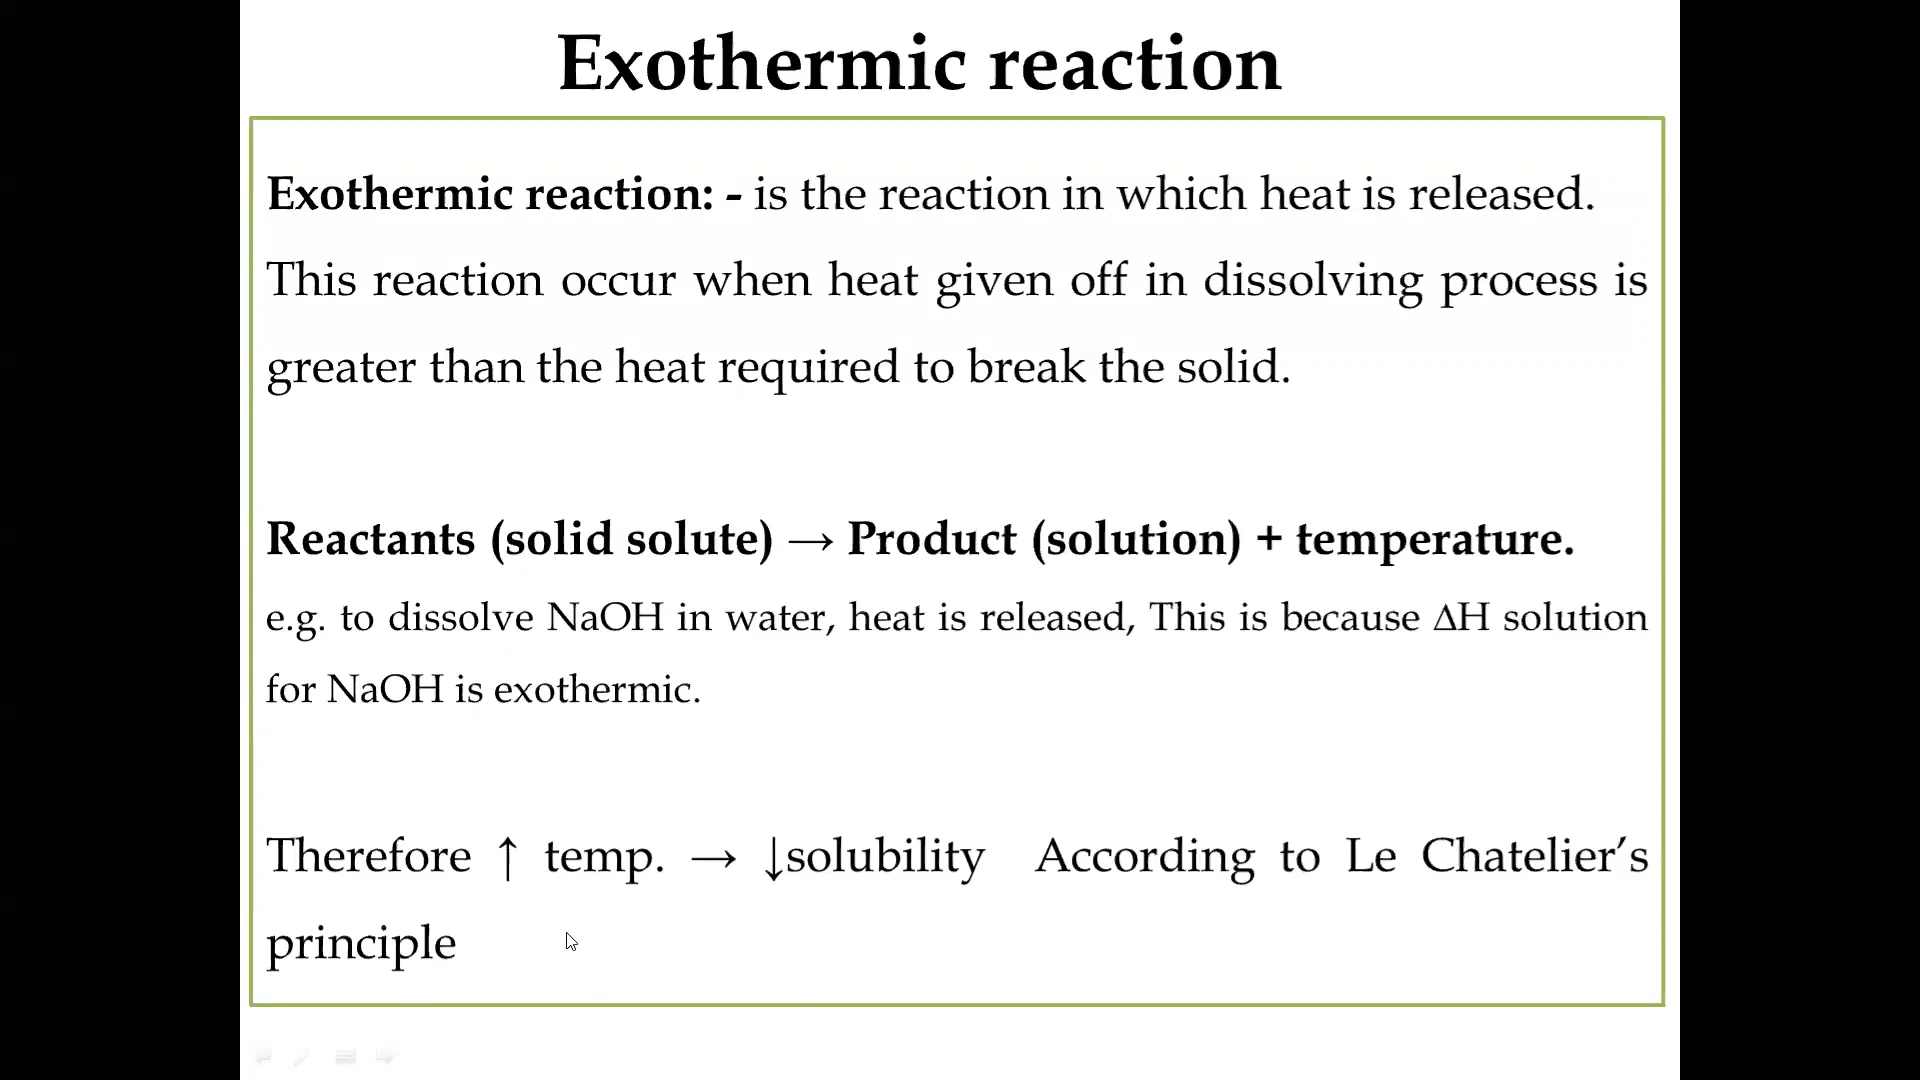 Exothermic reaction
Exothermic reaction: - is the reaction in which heat is released.
This reaction occur when heat given off in dissolving process is
greater than the heat required to break the solid.
Reactants (solid solute) → Product (solution) + temperature.
e.g. to dissolve NaOH in water, heat is released, This is because ∆H solution
for NaOH is exothermic.
Therefore ↑ temp. → ↓solubility According to Le Chatelier’s
principle